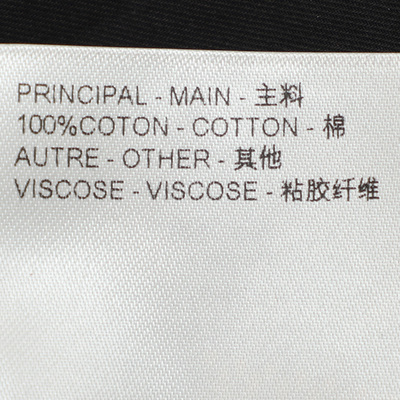 PRINCIPAL - MAIN - 主料
100%COTON - COTTON - 棉
AUTRE - OTHER - 其他
VISCOSE - VISCOSE - 粘胶纤维